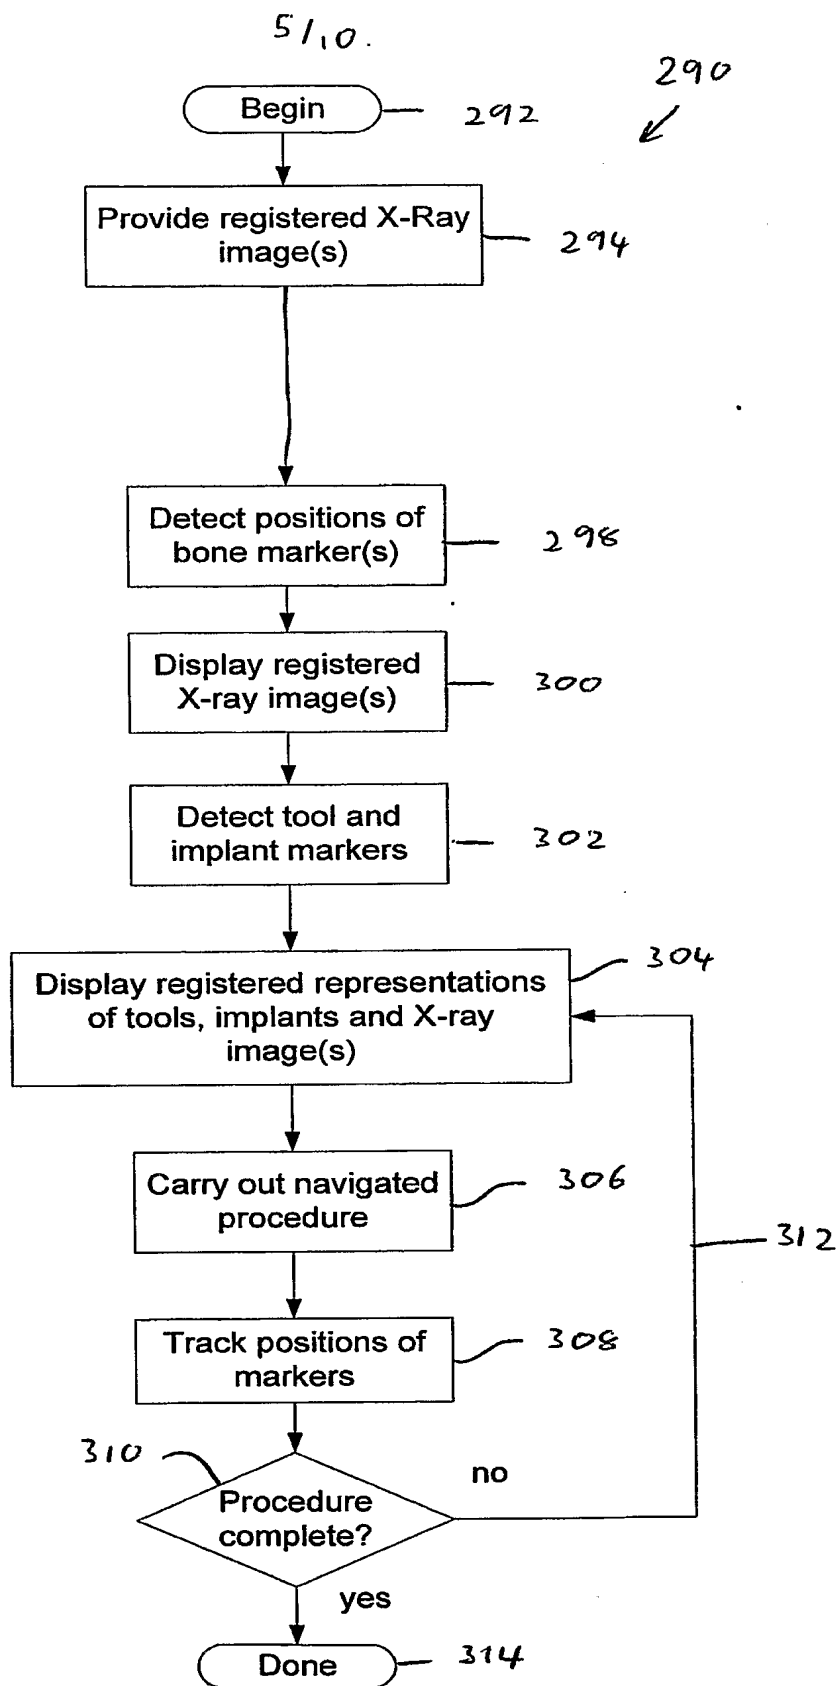 5/10.
290
Begin
292
Provide registered X-Ray
image(s)
294
Detect positions of
bone marker(s)
298
Display registered
X-ray image(s)
300
Detect tool and
implant markers
302
304
Display registered representations
of tools, implants and X-ray
image(s)
Carry out navigated
procedure
306
312
Track positions of
markers
308
310
no
Procedure
complete?
yes
Done
314